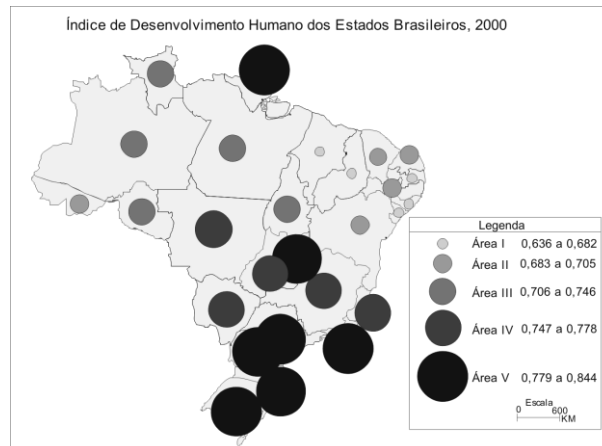 Índice de Desenvolvimento Humano dos Estados Brasileiros, 2000
Legenda
Área I 0,636 a 0,682
Área II 0,683 a 0,705
Área III 0,706 a 0,746
Área IV 0,747 a 0,778
Área V 0,779 a 0,844
Escala
0 600
KM